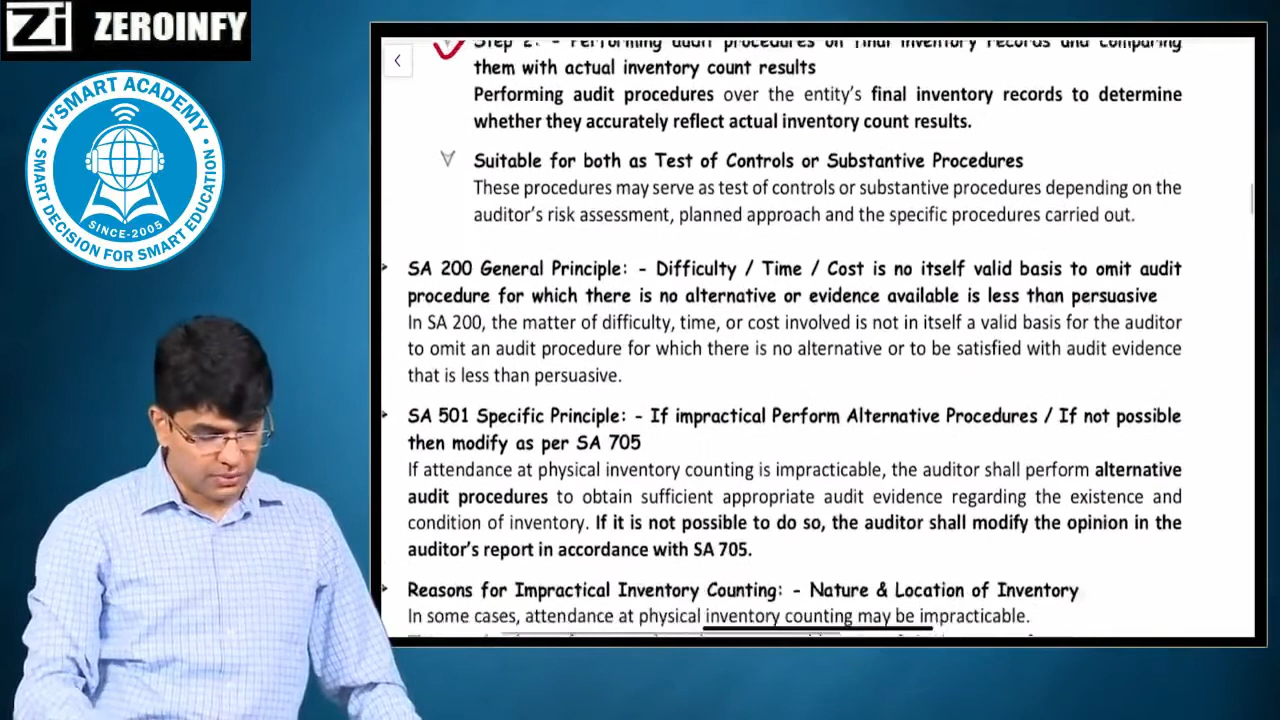 Zi ZEROINFY
V'SMART ACADEMY
SINCE-2005
SMART DECISION FOR SMART EDUCATION
Step 2: - Performing audit procedures on final inventory records and comparing
them with actual inventory count results
Performing audit procedures over the entity's final inventory records to determine
whether they accurately reflect actual inventory count results.
Suitable for both as Test of Controls or Substantive Procedures
These procedures may serve as test of controls or substantive procedures depending on the
auditor's risk assessment, planned approach and the specific procedures carried out.
SA 200 General Principle: - Difficulty / Time / Cost is no itself valid basis to omit audit
procedure for which there is no alternative or evidence available is less than persuasive
In SA 200, the matter of difficulty, time, or cost involved is not in itself a valid basis for the auditor
to omit an audit procedure for which there is no alternative or to be satisfied with audit evidence
that is less than persuasive.
SA 501 Specific Principle: - If impractical Perform Alternative Procedures / If not possible
then modify as per SA 705
If attendance at physical inventory counting is impracticable, the auditor shall perform alternative
audit procedures to obtain sufficient appropriate audit evidence regarding the existence and
condition of inventory. If it is not possible to do so, the auditor shall modify the opinion in the
auditor's report in accordance with SA 705.
Reasons for Impractical Inventory Counting: - Nature & Location of Inventory
In some cases, attendance at physical inventory counting may be impracticable.